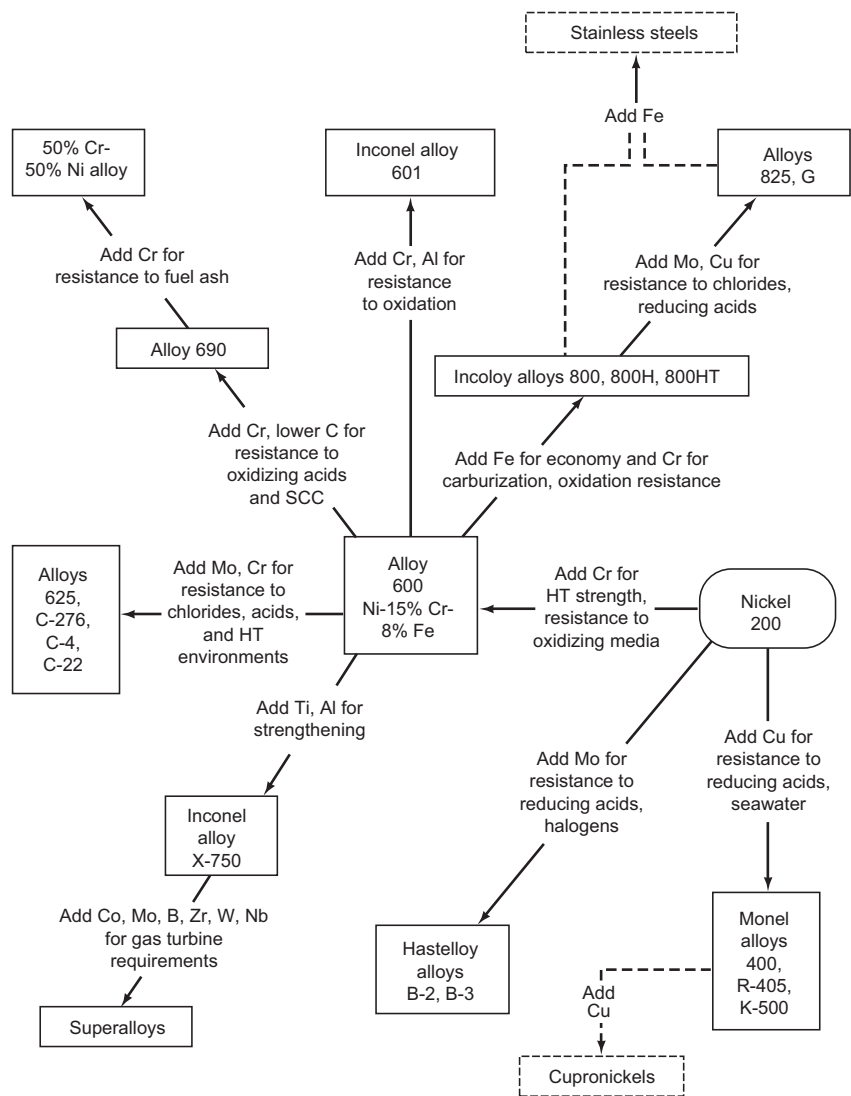 Stainless steels
Add Fe
50% Cr-
50% Ni alloy
Inconel alloy
601
Alloys
825, G
Add Cr for
resistance to fuel ash
Add Cr, Al for
resistance
to oxidation
Add Mo, Cu for
resistance to chlorides,
reducing acids
Alloy 690
Incoloy alloys 800, 800H, 800HT
Add Cr, lower C for
resistance to
oxidizing acids
and SCC
Add Fe for economy and Cr for
carburization, oxidation resistance
Alloys
625,
C-276,
C-4,
C-22
Add Mo, Cr for
resistance to
chlorides, acids,
and HT
environments
Alloy
600
Ni-15% Cr-
8% Fe
Add Cr for
HT strength,
resistance to
oxidizing media
Nickel
200
Add Ti, Al for
strengthening
Add Mo for
resistance to
reducing acids,
halogens
Add Cu for
resistance to
reducing acids,
seawater
Inconel
alloy
X-750
Add Co, Mo, B, Zr, W, Nb
for gas turbine
requirements
Hastelloy
alloys
B-2, B-3
Monel
alloys
400,
R-405,
K-500
Add
Cu
Superalloys
Cupronickels